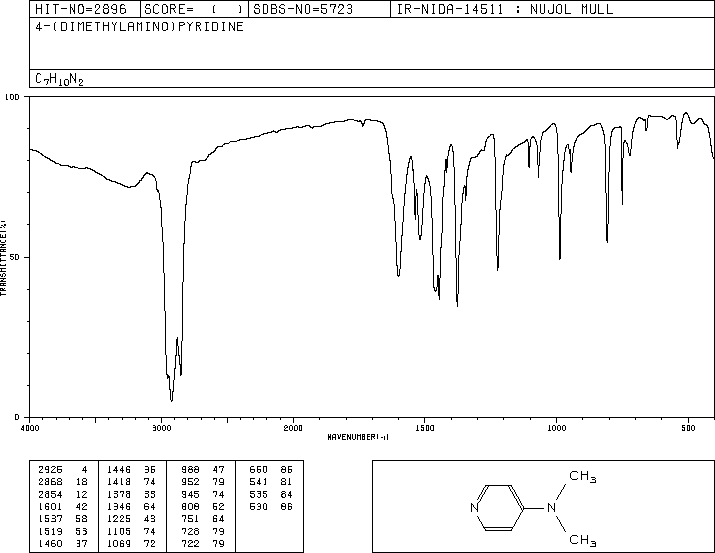 HIT-NO=2896 SCORE= ( ) SDBS-NO=5723 IR-NIDA-14511 : NUJOL MULL
4-(DIMETHYLAMINO)PYRIDINE
C7H10N2
100
50
0
TRANSMITTANCE(%)
4000 3000 2000 1500 1000 500
WAVENUMBER(-1)
2925 4 1446 36 988 47 660 86
2868 18 1418 74 952 79 541 81
2854 12 1378 33 945 74 535 84
1601 42 1346 64 808 52 530 86
1537 58 1225 43 751 64
1519 53 1105 74 728 79
1460 37 1069 72 722 79
CH3
N N
CH3